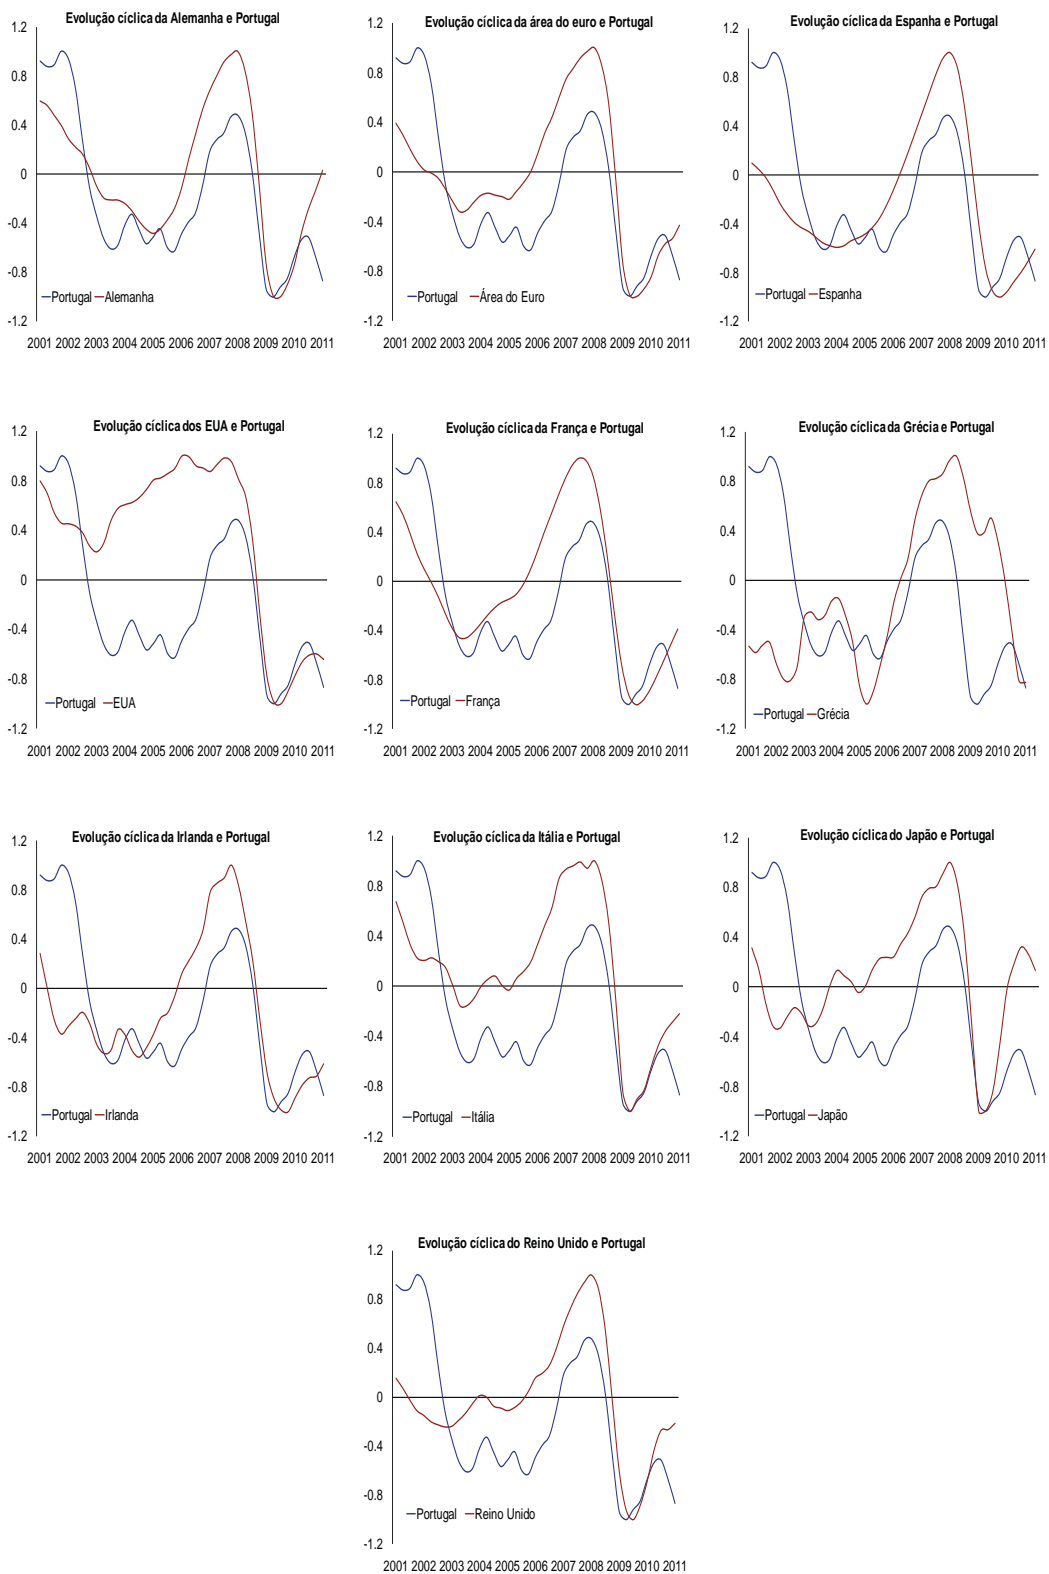 Evolução cíclica da Alemanha e Portugal
1.2
0.8
0.4
0
-0.4
-0.8
-1.2
Portugal Alemanha
2001 2002 2003 2004 2005 2006 2007 2008 2009 2010 2011
Evolução cíclica da área do euro e Portugal
1.2
0.8
0.4
0
-0.4
-0.8
-1.2
Portugal Área do Euro
2001 2002 2003 2004 2005 2006 2007 2008 2009 2010 2011
Evolução cíclica da Espanha e Portugal
1.2
0.8
0.4
0
-0.4
-0.8
-1.2
Portugal Espanha
2001 2002 2003 2004 2005 2006 2007 2008 2009 2010 2011
Evolução cíclica dos EUA e Portugal
1.2
0.8
0.4
0
-0.4
-0.8
-1.2
Portugal EUA
2001 2002 2003 2004 2005 2006 2007 2008 2009 2010 2011
Evolução cíclica da França e Portugal
1.2
0.8
0.4
0
-0.4
-0.8
-1.2
Portugal França
2001 2002 2003 2004 2005 2006 2007 2008 2009 2010 2011
Evolução cíclica da Grécia e Portugal
1.2
0.8
0.4
0
-0.4
-0.8
-1.2
Portugal Grécia
2001 2002 2003 2004 2005 2006 2007 2008 2009 2010 2011
Evolução cíclica da Irlanda e Portugal
1.2
0.8
0.4
0
-0.4
-0.8
-1.2
Portugal Irlanda
2001 2002 2003 2004 2005 2006 2007 2008 2009 2010 2011
Evolução cíclica da Itália e Portugal
1.2
0.8
0.4
0
-0.4
-0.8
-1.2
Portugal Itália
2001 2002 2003 2004 2005 2006 2007 2008 2009 2010 2011
Evolução cíclica do Japão e Portugal
1.2
0.8
0.4
0
-0.4
-0.8
-1.2
Portugal Japão
2001 2002 2003 2004 2005 2006 2007 2008 2009 2010 2011
Evolução cíclica do Reino Unido e Portugal
1.2
0.8
0.4
0
-0.4
-0.8
-1.2
Portugal Reino Unido
2001 2002 2003 2004 2005 2006 2007 2008 2009 2010 2011